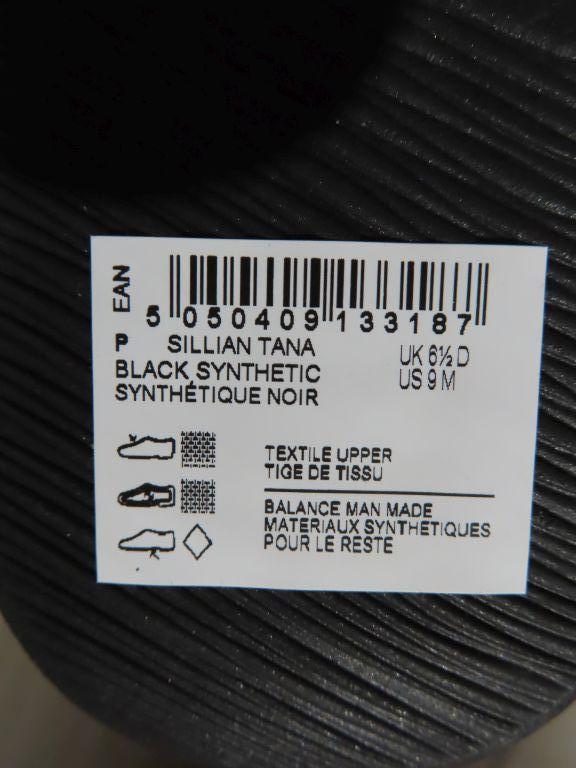 EAN
5 050409 133187
P SILLIAN TANA UK 6½ D
BLACK SYNTHETIC US 9 M
SYNTHÉTIQUE NOIR
TEXTILE UPPER
TIGE DE TISSU
BALANCE MAN MADE
MATERIAUX SYNTHETIQUES
POUR LE RESTE